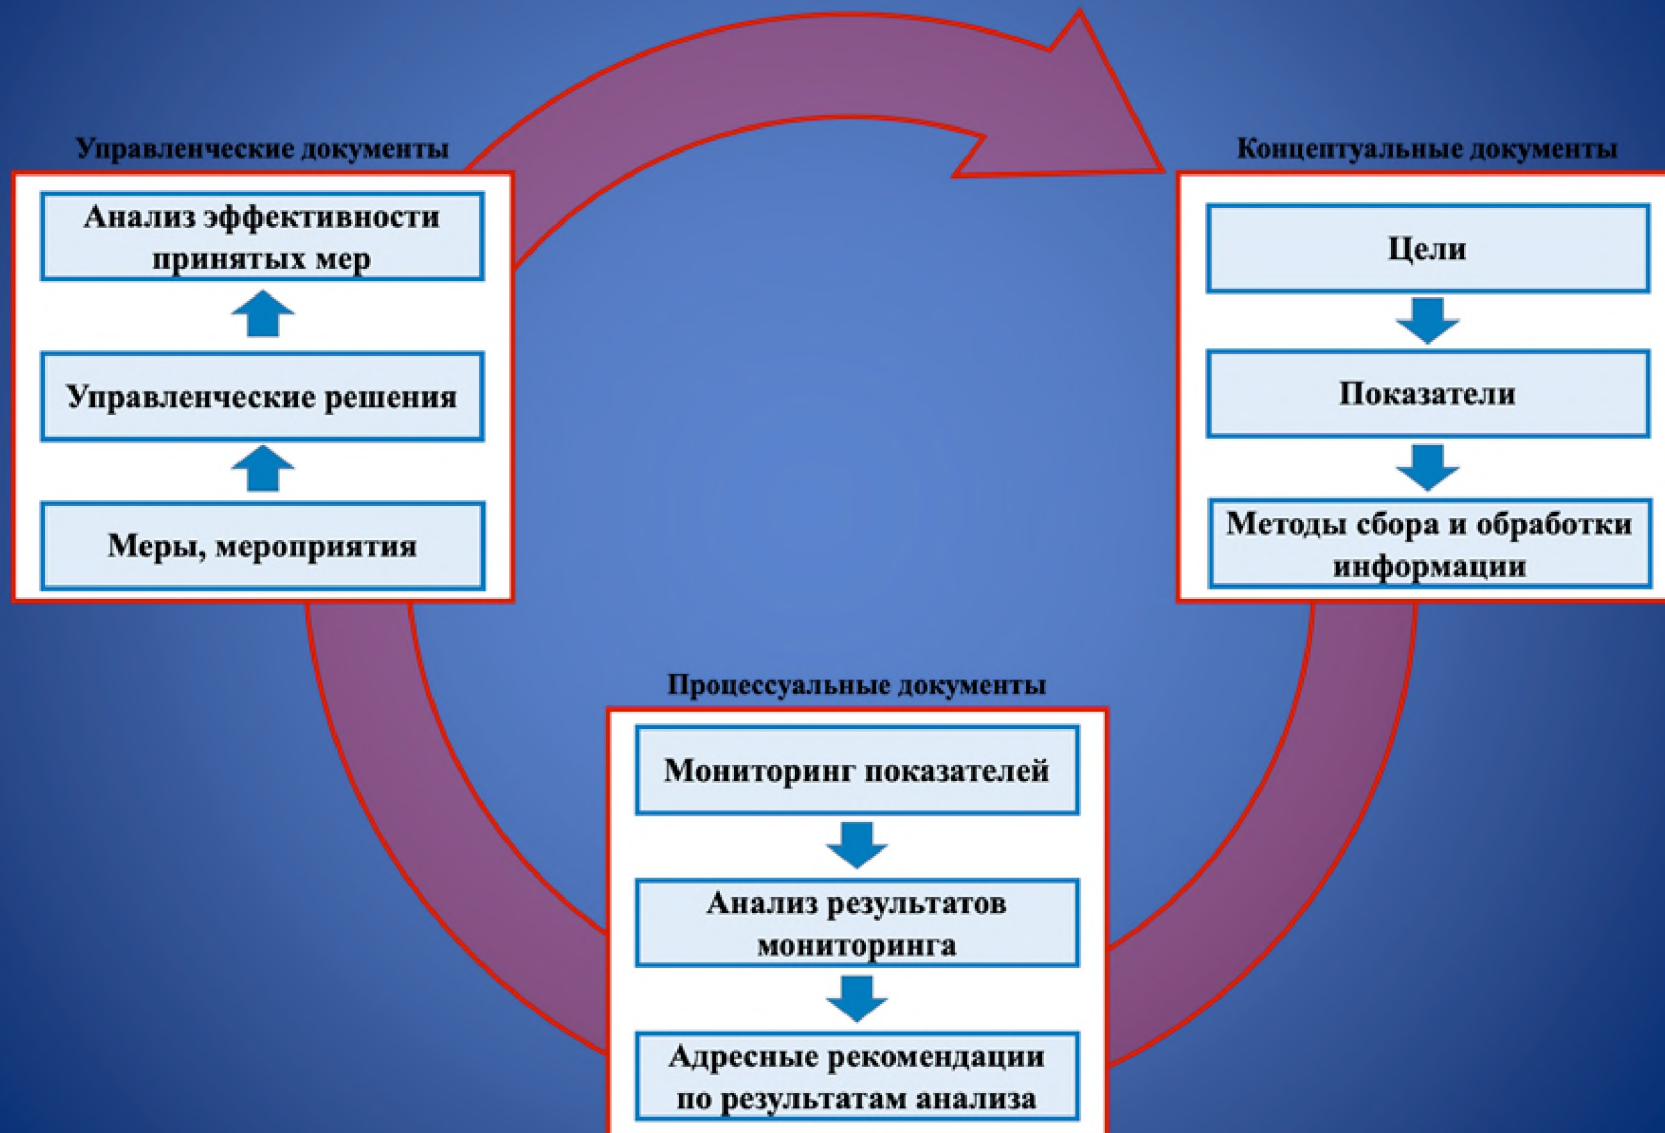 Управленческие документы
Анализ эффективности
принятых мер
Управленческие решения
Меры, мероприятия
Концептуальные документы
Цели
Показатели
Методы сбора и обработки
информации
Процессуальные документы
Мониторинг показателей
Анализ результатов
мониторинга
Адресные рекомендации
по результатам анализа